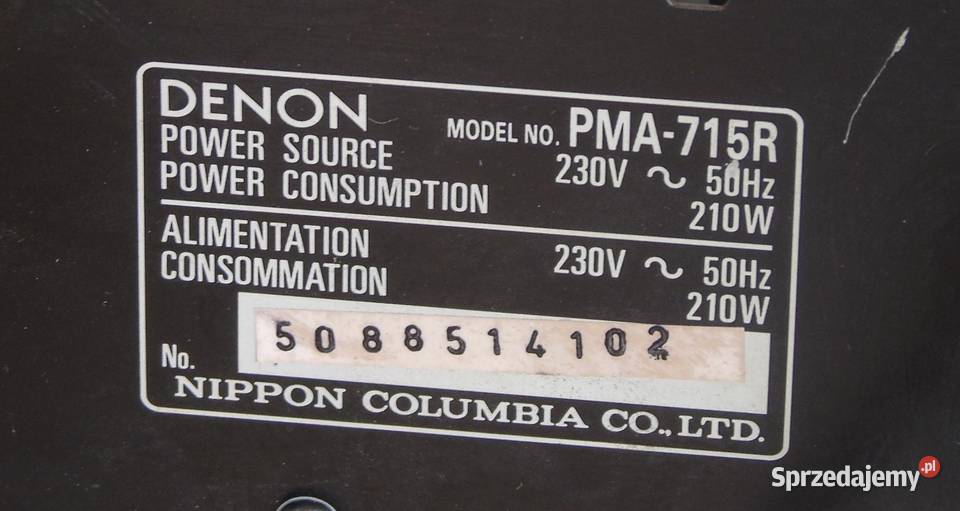 DENON
MODEL NO. PMA-715R
POWER SOURCE 230V ~ 50Hz
POWER CONSUMPTION 210W
ALIMENTATION 230V ~ 50Hz
CONSOMMATION 210W
No. 5088514102
NIPPON COLUMBIA CO., LTD.
Sprzedajemy.pl